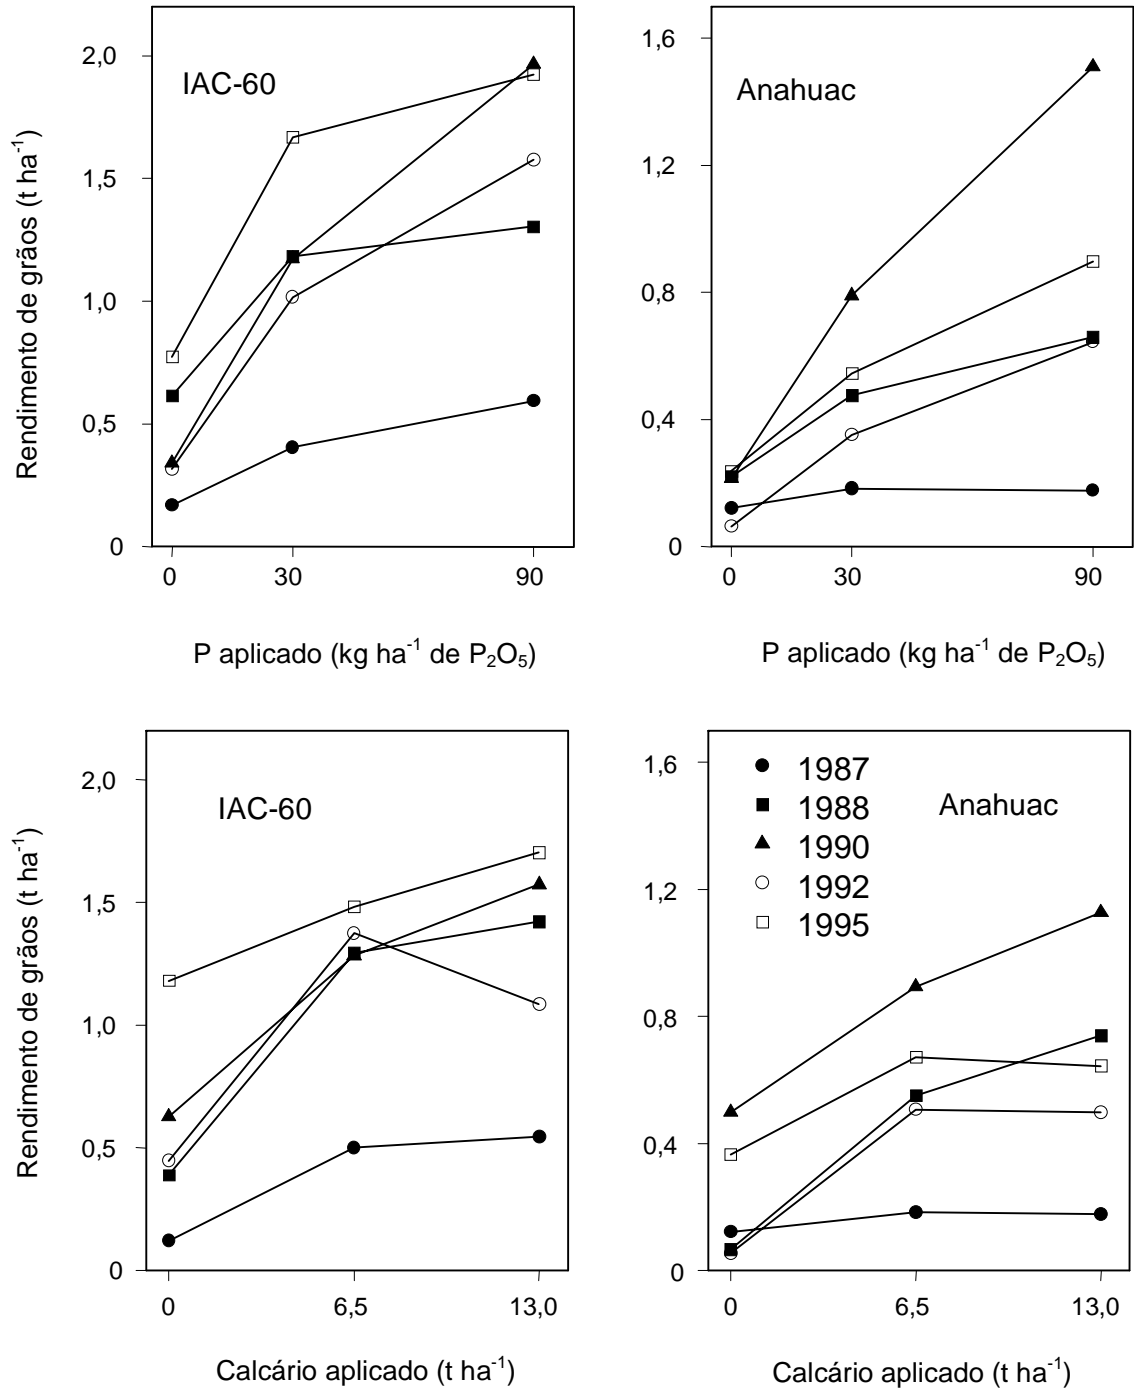 Rendimento de grãos (t ha⁻¹)
2,0
1,5
1,0
0,5
0
IAC-60
0 30 90
P aplicado (kg ha⁻¹ de P₂O₅)
1,6
1,2
0,8
0,4
0
Anahuac
0 30 90
P aplicado (kg ha⁻¹ de P₂O₅)
Rendimento de grãos (t ha⁻¹)
2,0
1,5
1,0
0,5
0
IAC-60
0 6,5 13,0
Calcário aplicado (t ha⁻¹)
1,6
1,2
0,8
0,4
0
1987
1988
1990
1992
1995
Anahuac
0 6,5 13,0
Calcário aplicado (t ha⁻¹)